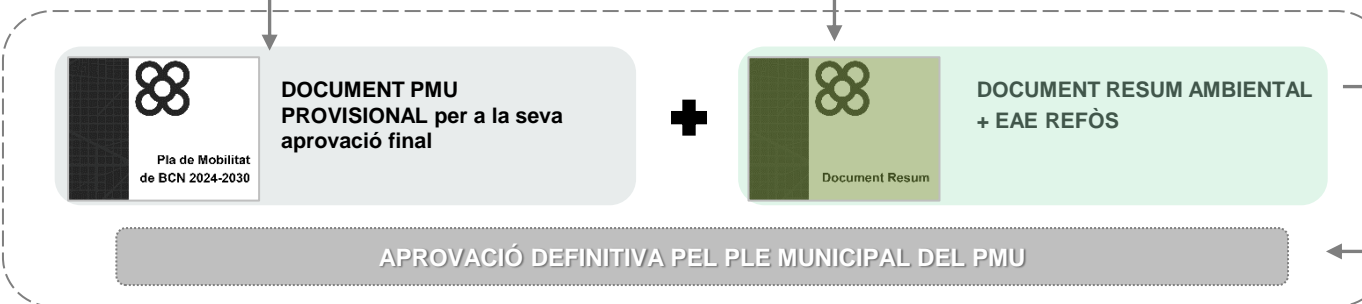 DOCUMENT PMU
PROVISIONAL per a la seva
aprovació final
Pla de Mobilitat
de BCN 2024-2030
DOCUMENT RESUM AMBIENTAL
+ EAE REFÒS
Document Resum
APROVACIÓ DEFINITIVA PEL PLE MUNICIPAL DEL PMU